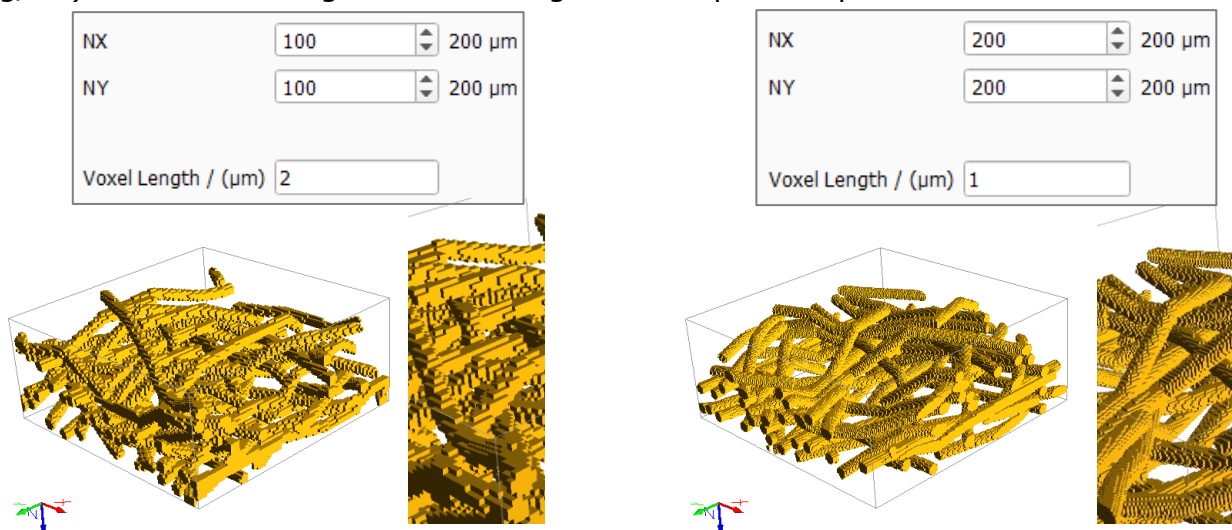 NX 100 200 µm
NY 100 200 µm
Voxel Length / (µm) 2
NX 200 200 µm
NY 200 200 µm
Voxel Length / (µm) 1